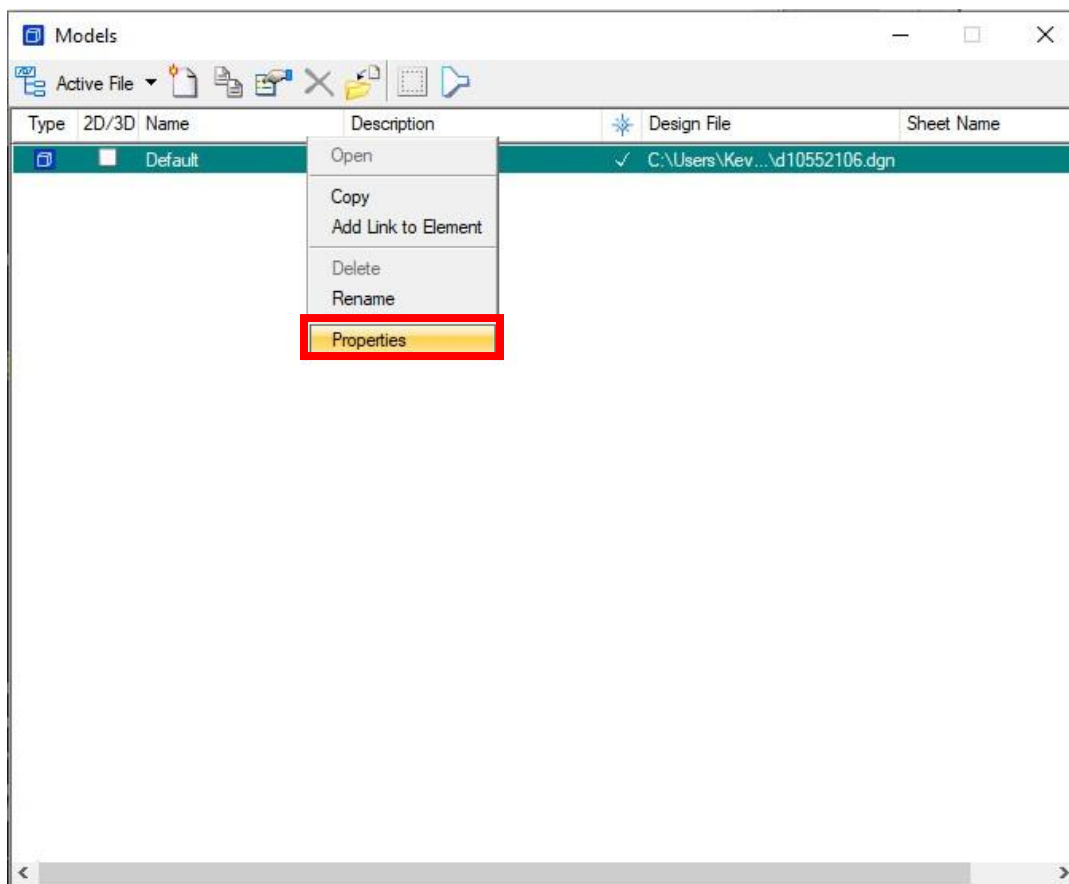 Models
Active File
Type 2D/3D Name Description Design File Sheet Name
Default C:\Users\Kev...\d10552106.dgn
Open
Copy
Add Link to Element
Delete
Rename
Properties